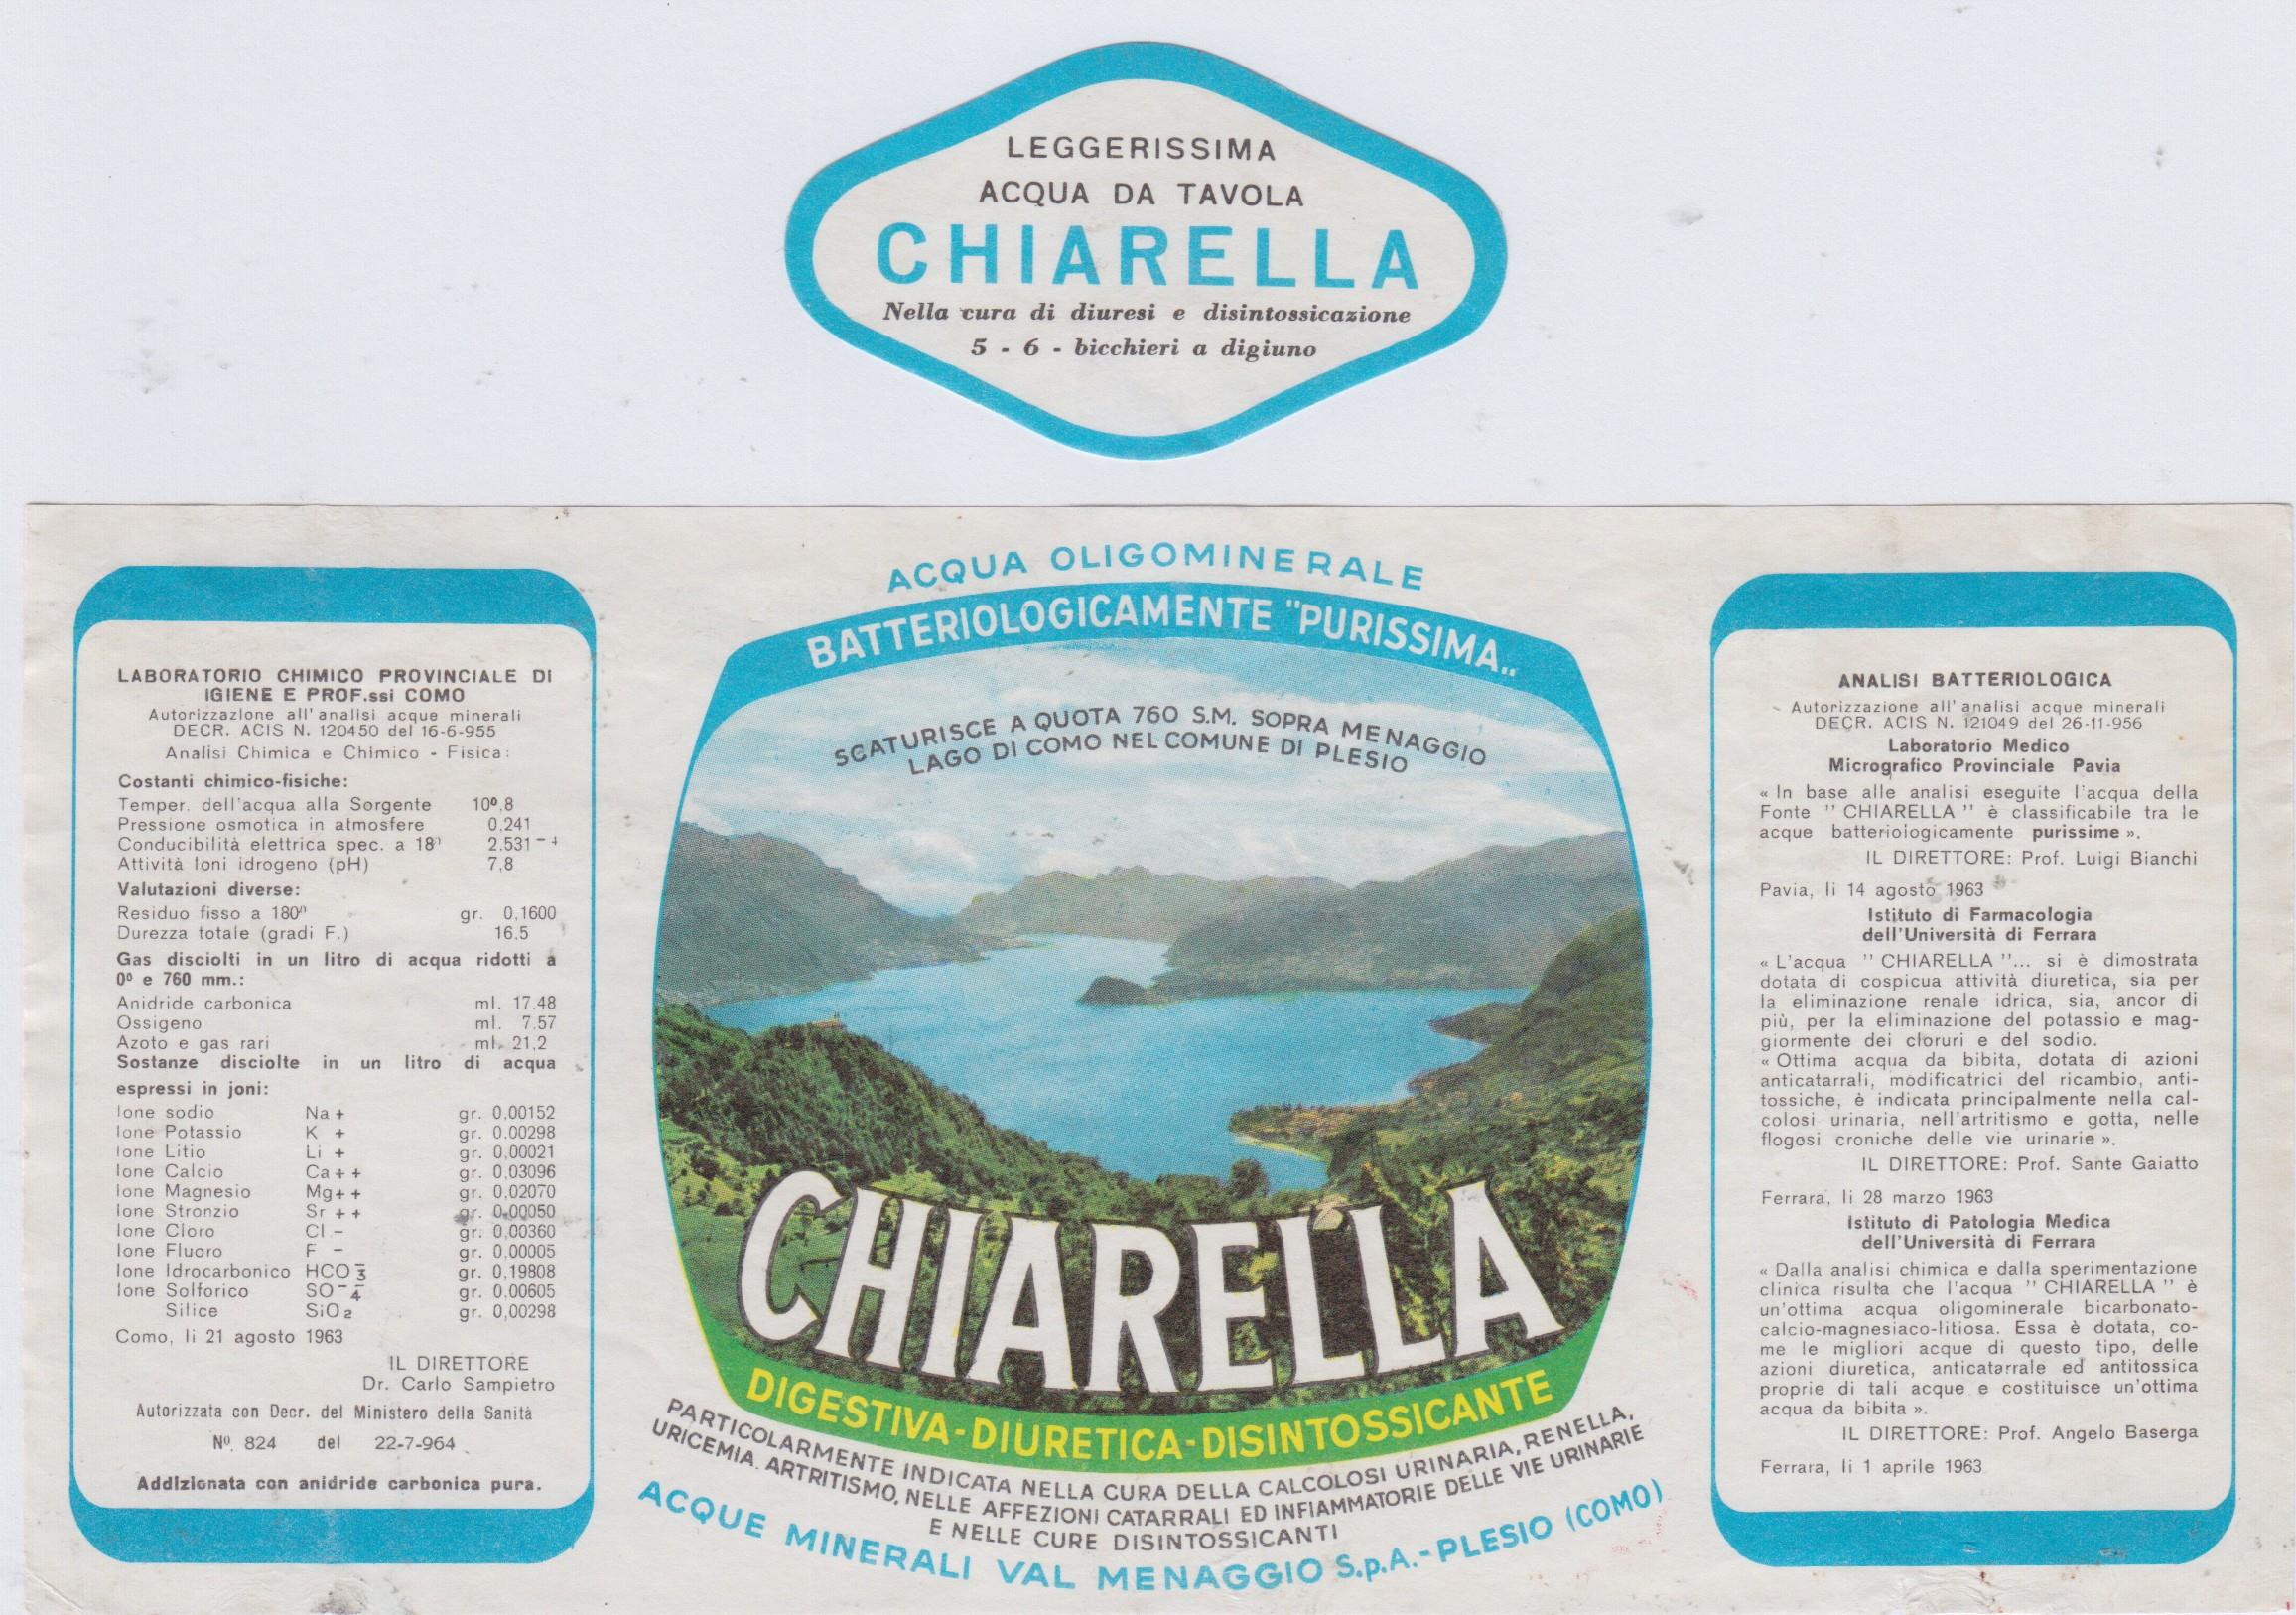 LEGGERISSIMA
ACQUA DA TAVOLA
CHIARELLA
Nella cura di diuresi e disintossicazione
5 - 6 - bicchieri a digiuno
LABORATORIO CHIMICO PROVINCIALE DI
IGIENE E PROF.ssi COMO
Autorizzazione all'analisi acque minerali
DECR. ACIS N. 120450 del 16-6-955
Analisi Chimica e Chimico - Fisica:
Costanti chimico-fisiche:
Temper. dell'acqua alla Sorgente 10º,8
Pressione osmotica in atmosfere 0,241
Conducibilità elettrica spec. a 18º 2.531⁻⁴
Attività Ioni idrogeno (pH) 7,8
Valutazioni diverse:
Residuo fisso a 180º gr. 0,1600
Durezza totale (gradi F.) 16.5
Gas disciolti in un litro di acqua ridotti a
0º e 760 mm.:
Anidride carbonica ml. 17,48
Ossigeno ml. 7.57
Azoto e gas rari ml. 21,2
Sostanze disciolte in un litro di acqua
espressi in joni:
Ione sodio Na + gr. 0,00152
Ione Potassio K + gr. 0.00298
Ione Litio Li + gr. 0,00021
Ione Calcio Ca + + gr. 0,03096
Ione Magnesio Mg + + gr. 0,02070
Ione Stronzio Sr + + gr. 0,00050
Ione Cloro Cl - gr. 0,00360
Ione Fluoro F - gr. 0.00005
Ione Idrocarbonico HCO₃⁻ gr. 0,19808
Ione Solforico SO₄⁻⁻ gr. 0.00605
Silice SiO₂ gr. 0,00298
Como, li 21 agosto 1963
IL DIRETTORE
Dr. Carlo Sampietro
Autorizzata con Decr. del Ministero della Sanità
Nº. 824 del 22-7-964
Addizionata con anidride carbonica pura.
ACQUA OLIGOMINERALE
BATTERIOLOGICAMENTE "PURISSIMA„
SCATURISCE A QUOTA 760 S.M. SOPRA MENAGGIO
LAGO DI COMO NEL COMUNE DI PLESIO
CHIARELLA
DIGESTIVA-DIURETICA-DISINTOSSICANTE
PARTICOLARMENTE INDICATA NELLA CURA DELLA CALCOLOSI URINARIA, RENELLA,
URICEMIA. ARTRITISMO, NELLE AFFEZIONI CATARRALI ED INFIAMMATORIE DELLE VIE URINARIE
E NELLE CURE DISINTOSSICANTI
ACQUE MINERALI VAL MENAGGIO S.p.A.-PLESIO (COMO)
ANALISI BATTERIOLOGICA
Autorizzazione all'analisi acque minerali
DECR. ACIS N. 121049 del 26-11-956
Laboratorio Medico
Micrografico Provinciale Pavia
« In base alle analisi eseguite l'acqua della
Fonte " CHIARELLA " è classificabile tra le
acque batteriologicamente purissime ».
IL DIRETTORE: Prof. Luigi Bianchi
Pavia, li 14 agosto 1963
Istituto di Farmacologia
dell'Università di Ferrara
« L'acqua " CHIARELLA "... si è dimostrata
dotata di cospicua attività diuretica, sia per
la eliminazione renale idrica, sia, ancor di
più, per la eliminazione del potassio e mag-
giormente dei cloruri e del sodio.
« Ottima acqua da bibita, dotata di azioni
anticatarrali, modificatrici del ricambio, anti-
tossiche, è indicata principalmente nella cal-
colosi urinaria, nell'artritismo e gotta, nelle
flogosi croniche delle vie urinarie ».
IL DIRETTORE: Prof. Sante Gaiatto
Ferrara, li 28 marzo 1963
Istituto di Patologia Medica
dell'Università di Ferrara
« Dalla analisi chimica e dalla sperimentazione
clinica risulta che l'acqua " CHIARELLA " è
un'ottima acqua oligominerale bicarbonato-
calcio-magnesiaco-litiosa. Essa è dotata, co-
me le migliori acque di questo tipo, delle
azioni diuretica, anticatarrale ed antitossica
proprie di tali acque e costituisce un'ottima
acqua da bibita ».
IL DIRETTORE: Prof. Angelo Baserga
Ferrara, li 1 aprile 1963